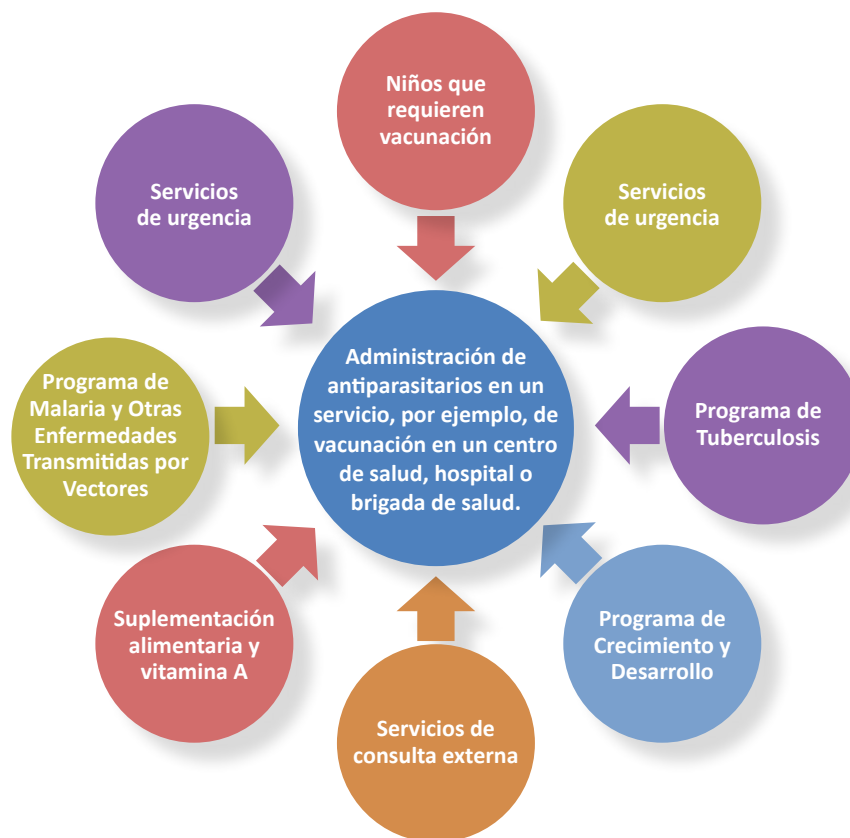 Niños que
requieren
vacunación
Servicios
de urgencia
Servicios
de urgencia
Administración de
antiparasitarios en un
servicio, por ejemplo, de
vacunación en un centro
de salud, hospital o
brigada de salud.
Programa de
Malaria y Otras
Enfermedades
Transmitidas por
Vectores
Programa de
Tuberculosis
Suplementación
alimentaria y
vitamina A
Programa de
Crecimiento y
Desarrollo
Servicios de
consulta externa